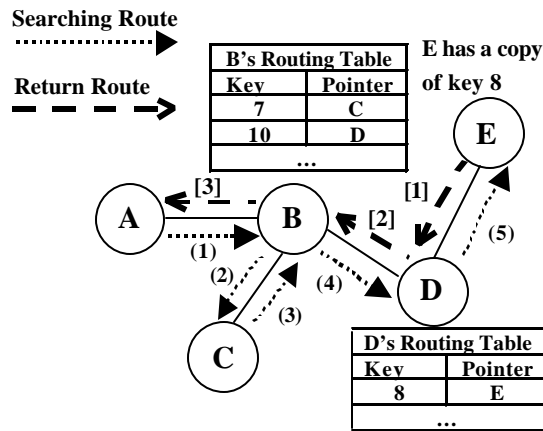 Searching Route
Return Route
B's Routing Table
Key Pointer
7 C
10 D
...
E has a copy
of key 8
E
[1]
[3]
A
B
[2]
(1)
(5)
(2)
(4)
(3)
D
C
D's Routing Table
Key Pointer
8 E
...